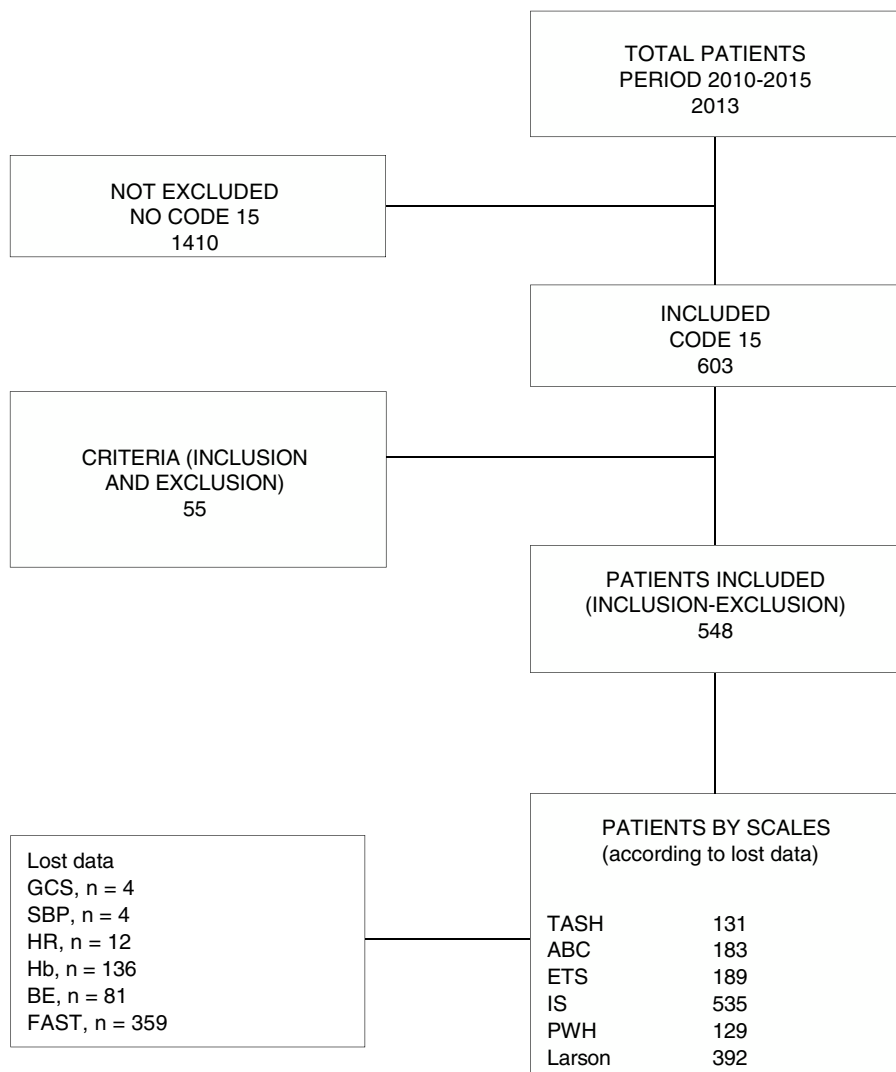 TOTAL PATIENTS
PERIOD 2010-2015
2013
NOT EXCLUDED
NO CODE 15
1410
INCLUDED
CODE 15
603
CRITERIA (INCLUSION
AND EXCLUSION)
55
PATIENTS INCLUDED
(INCLUSION-EXCLUSION)
548
Lost data
GCS, n = 4
SBP, n = 4
HR, n = 12
Hb, n = 136
BE, n = 81
FAST, n = 359
PATIENTS BY SCALES
(according to lost data)
TASH 131
ABC 183
ETS 189
IS 535
PWH 129
Larson 392